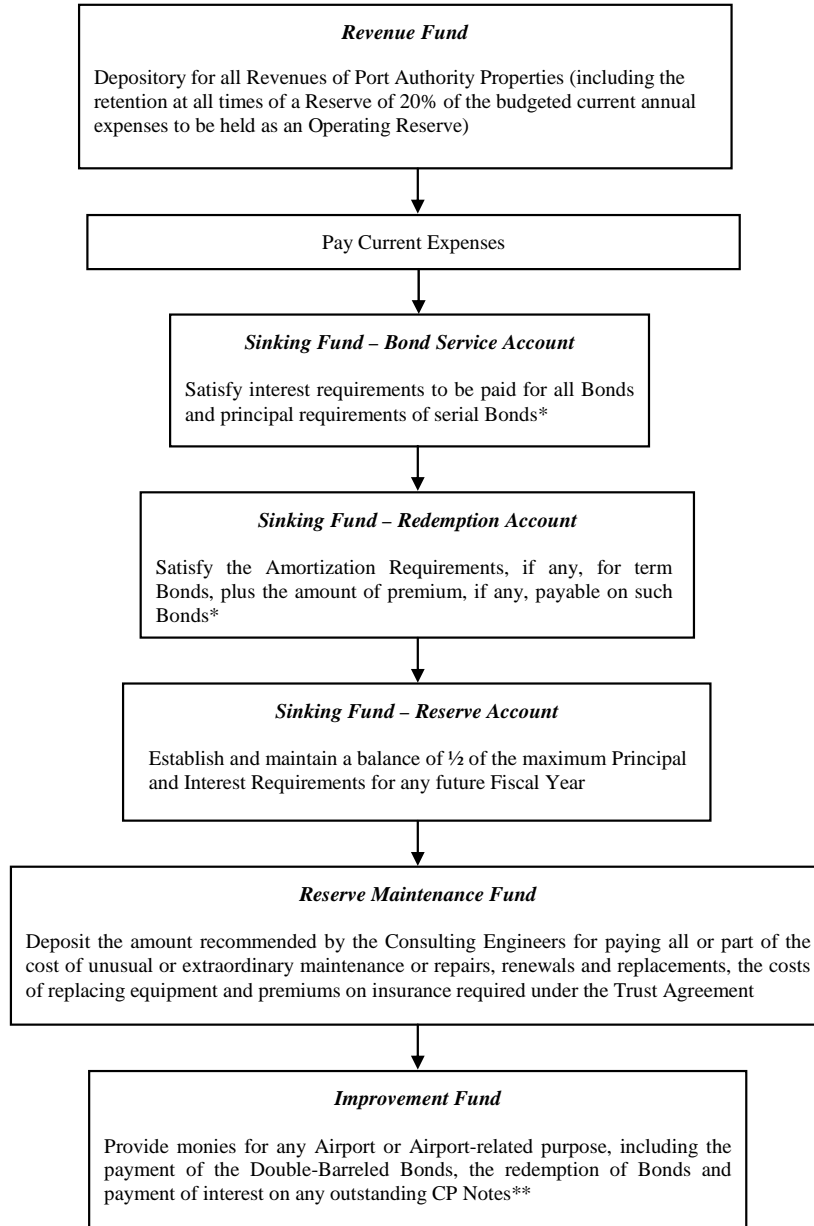 Revenue Fund
Depository for all Revenues of Port Authority Properties (including the
retention at all times of a Reserve of 20% of the budgeted current annual
expenses to be held as an Operating Reserve)
Pay Current Expenses
Sinking Fund – Bond Service Account
Satisfy interest requirements to be paid for all Bonds
and principal requirements of serial Bonds*
Sinking Fund – Redemption Account
Satisfy the Amortization Requirements, if any, for term
Bonds, plus the amount of premium, if any, payable on such
Bonds*
Sinking Fund – Reserve Account
Establish and maintain a balance of ½ of the maximum Principal
and Interest Requirements for any future Fiscal Year
Reserve Maintenance Fund
Deposit the amount recommended by the Consulting Engineers for paying all or part of the
cost of unusual or extraordinary maintenance or repairs, renewals and replacements, the costs
of replacing equipment and premiums on insurance required under the Trust Agreement
Improvement Fund
Provide monies for any Airport or Airport-related purpose, including the
payment of the Double-Barreled Bonds, the redemption of Bonds and
payment of interest on any outstanding CP Notes**